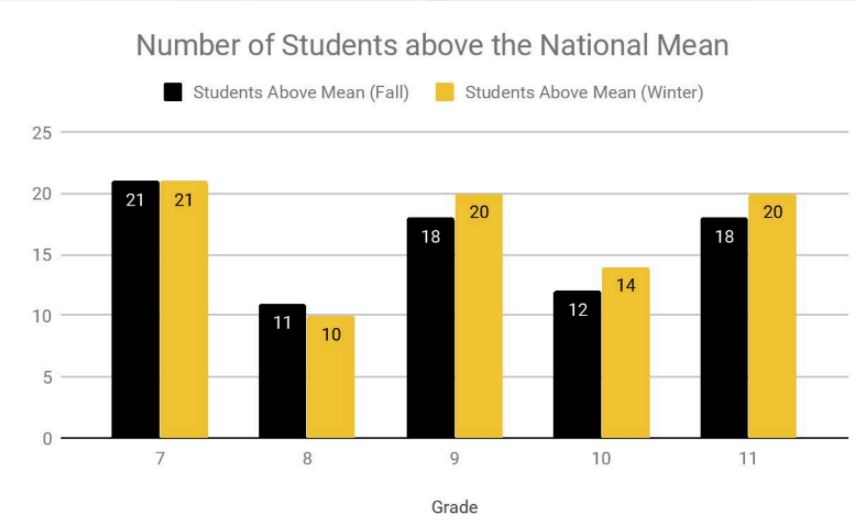 Number of Students above the National Mean
Students Above Mean (Fall) Students Above Mean (Winter)
25
20
15
10
5
0
21 21
11 10
18 20
12 14
18 20
7 8 9 10 11
Grade